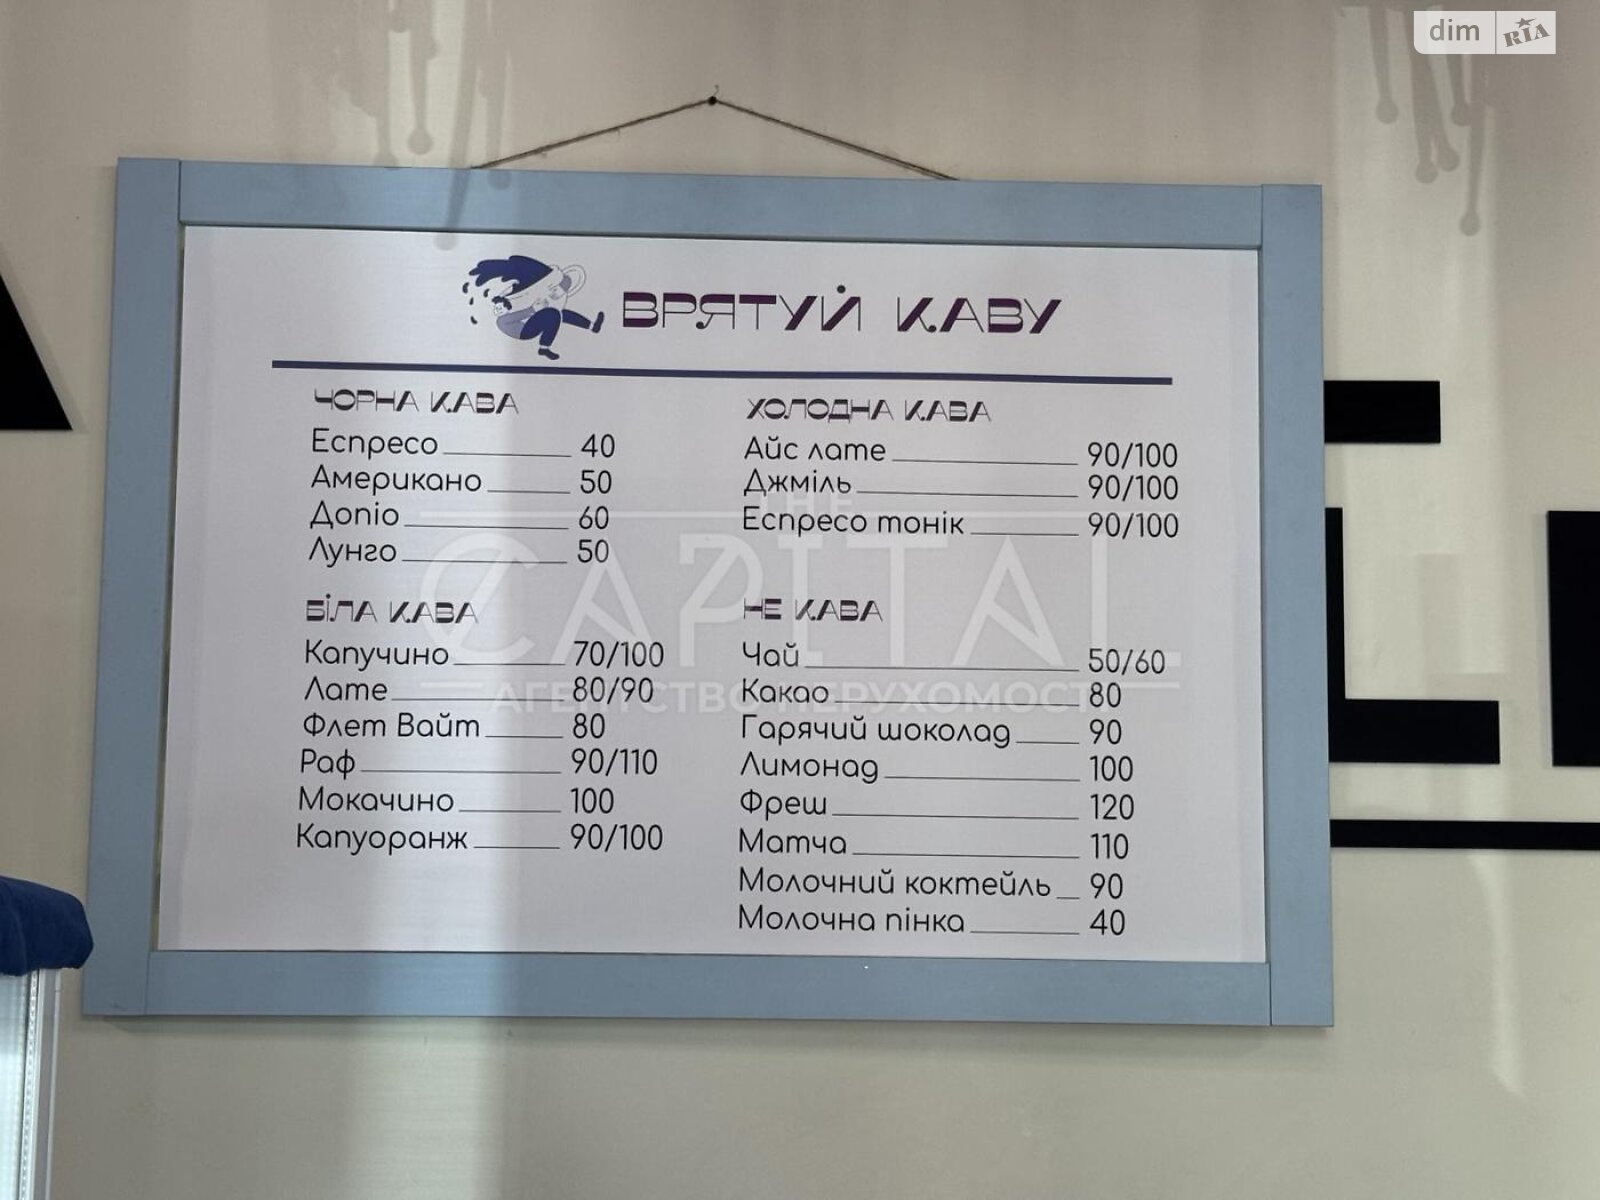 dim RIA
ВРЯТУЙ КАВУ
ЧОРНА КАВА
Еспресо 40
Американо 50
Допіо 60
Лунго 50
БІЛА КАВА
Капучино 70/100
Лате 80/90
Флет Вайт 80
Раф 90/110
Мокачино 100
Капуоранж 90/100
ХОЛОДНА КАВА
Айс лате 90/100
Джміль 90/100
Еспресо тонік 90/100
НЕ КАВА
Чай 50/60
Какао 80
Гарячий шоколад 90
Лимонад 100
Фреш 120
Матча 110
Молочний коктейль 90
Молочна пінка 40
THE
CAPITAL
АГЕНТСТВО НЕРУХОМОСТІ